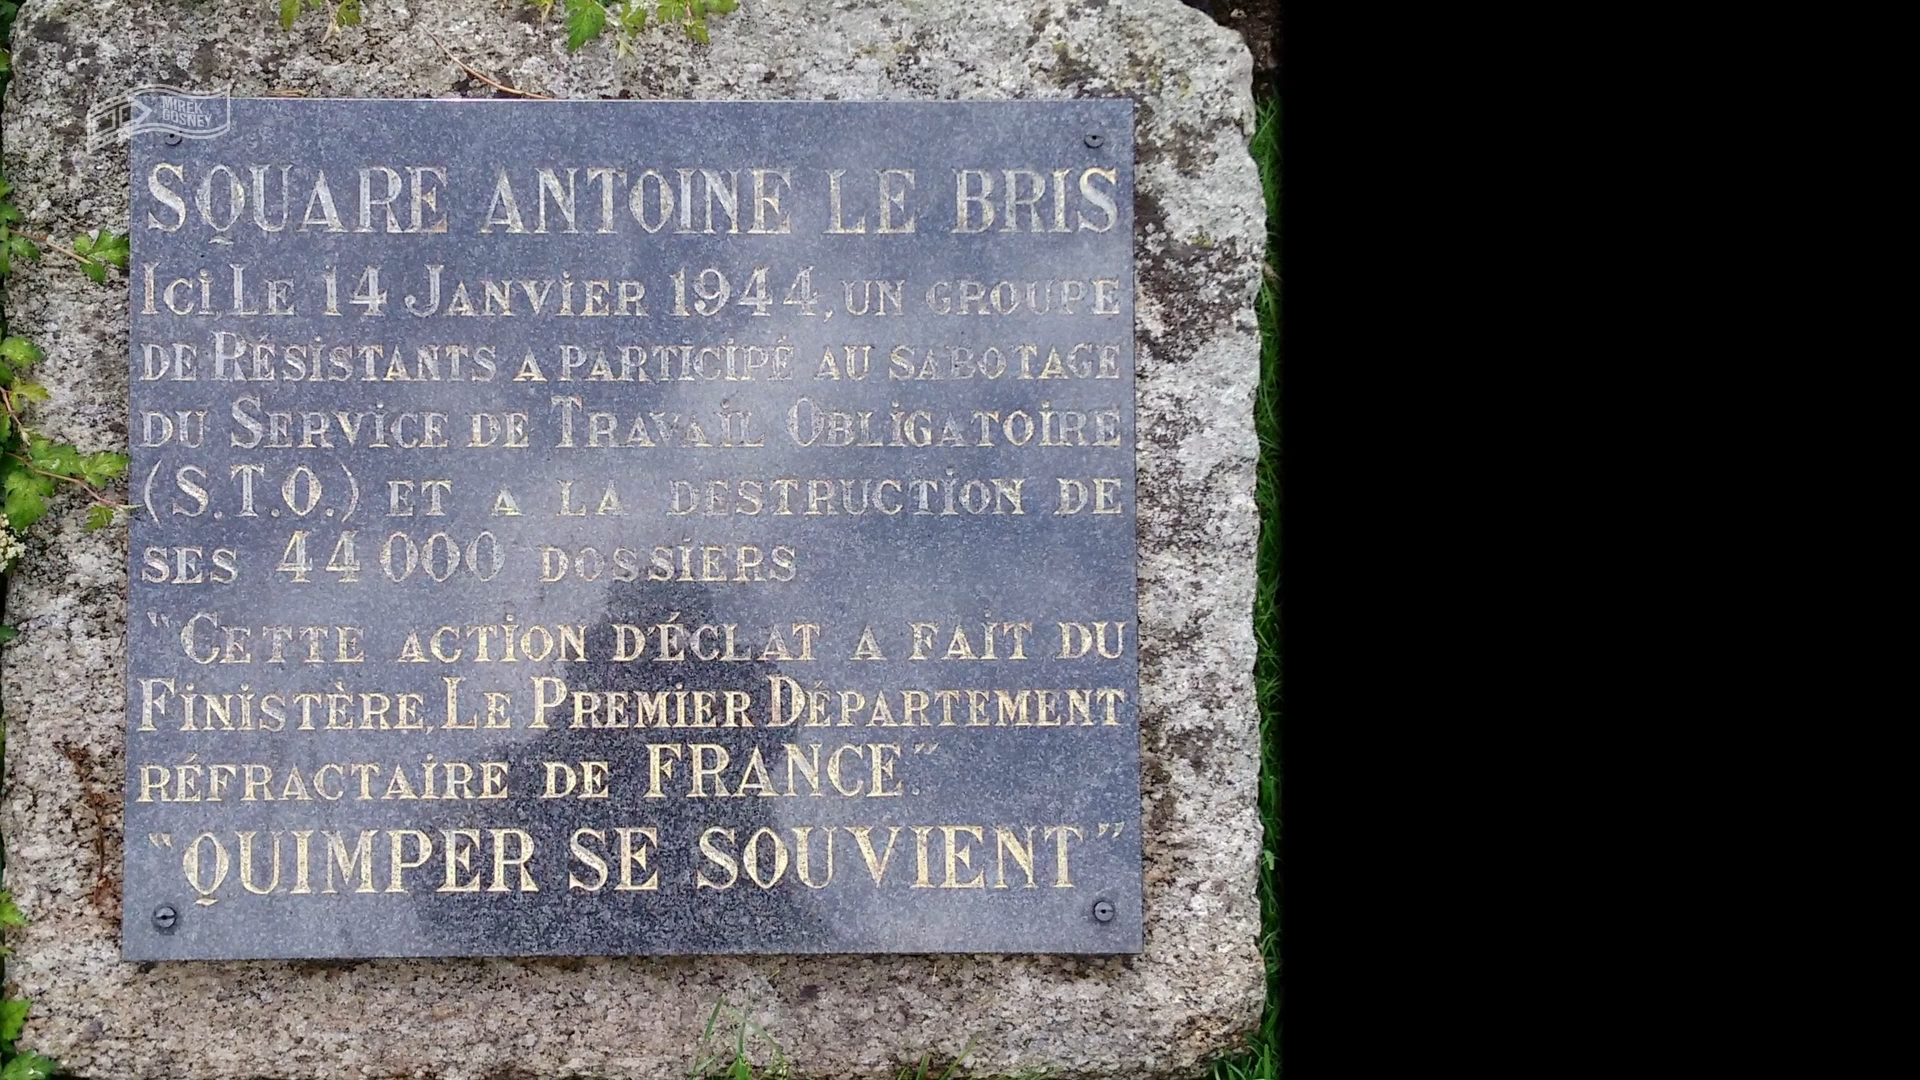 MIREK
GOSNEY
SQUARE ANTOINE LE BRIS
ICI, LE 14 JANVIER 1944, UN GROUPE
DE RÉSISTANTS A PARTICIPÉ AU SABOTAGE
DU SERVICE DE TRAVAIL OBLIGATOIRE
(S.T.O.) ET A LA DESTRUCTION DE
SES 44 000 DOSSIERS
"CETTE ACTION D'ÉCLAT A FAIT DU
FINISTÈRE, LE PREMIER DÉPARTEMENT
RÉFRACTAIRE DE FRANCE".
"QUIMPER SE SOUVIENT"